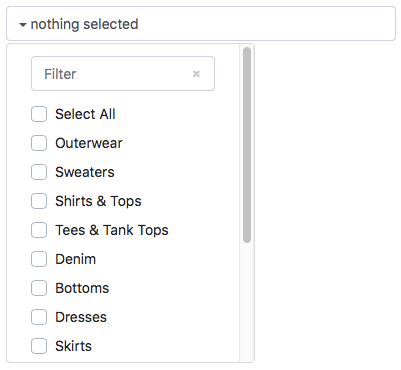 nothing selected
Filter
Select All
Outerwear
Sweaters
Shirts & Tops
Tees & Tank Tops
Denim
Bottoms
Dresses
Skirts